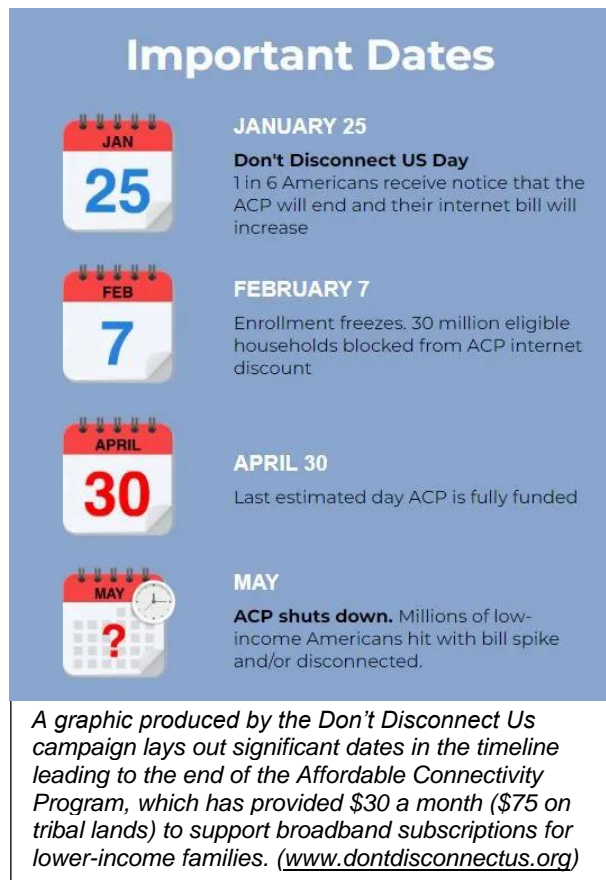 Important Dates
JAN
25
JANUARY 25
Don't Disconnect US Day
1 in 6 Americans receive notice that the
ACP will end and their internet bill will
increase
FEB
7
FEBRUARY 7
Enrollment freezes. 30 million eligible
households blocked from ACP internet
discount
APRIL
30
APRIL 30
Last estimated day ACP is fully funded
MAY
?
MAY
ACP shuts down. Millions of low-
income Americans hit with bill spike
and/or disconnected.
A graphic produced by the Don’t Disconnect Us
campaign lays out significant dates in the timeline
leading to the end of the Affordable Connectivity
Program, which has provided $30 a month ($75 on
tribal lands) to support broadband subscriptions for
lower-income families. (www.dontdisconnectus.org)